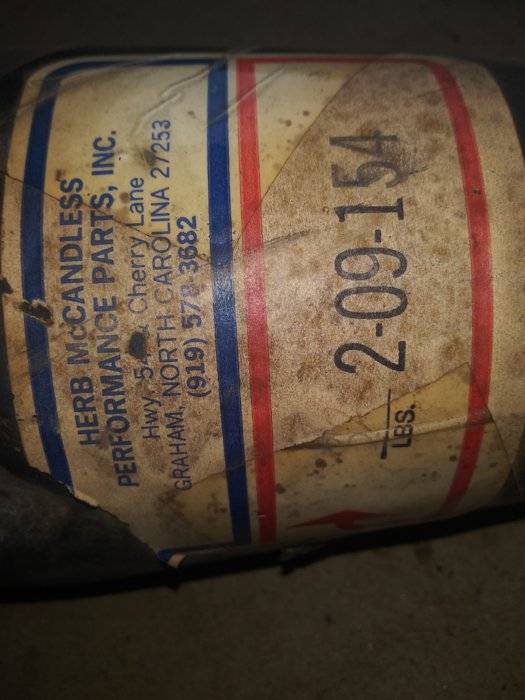 HERB McCANDLESS
PERFORMANCE PARTS, INC.
Hwy. 54 Cherry Lane
GRAHAM, NORTH CAROLINA 27253
(919) 578-3682
2-09-154
LBS.